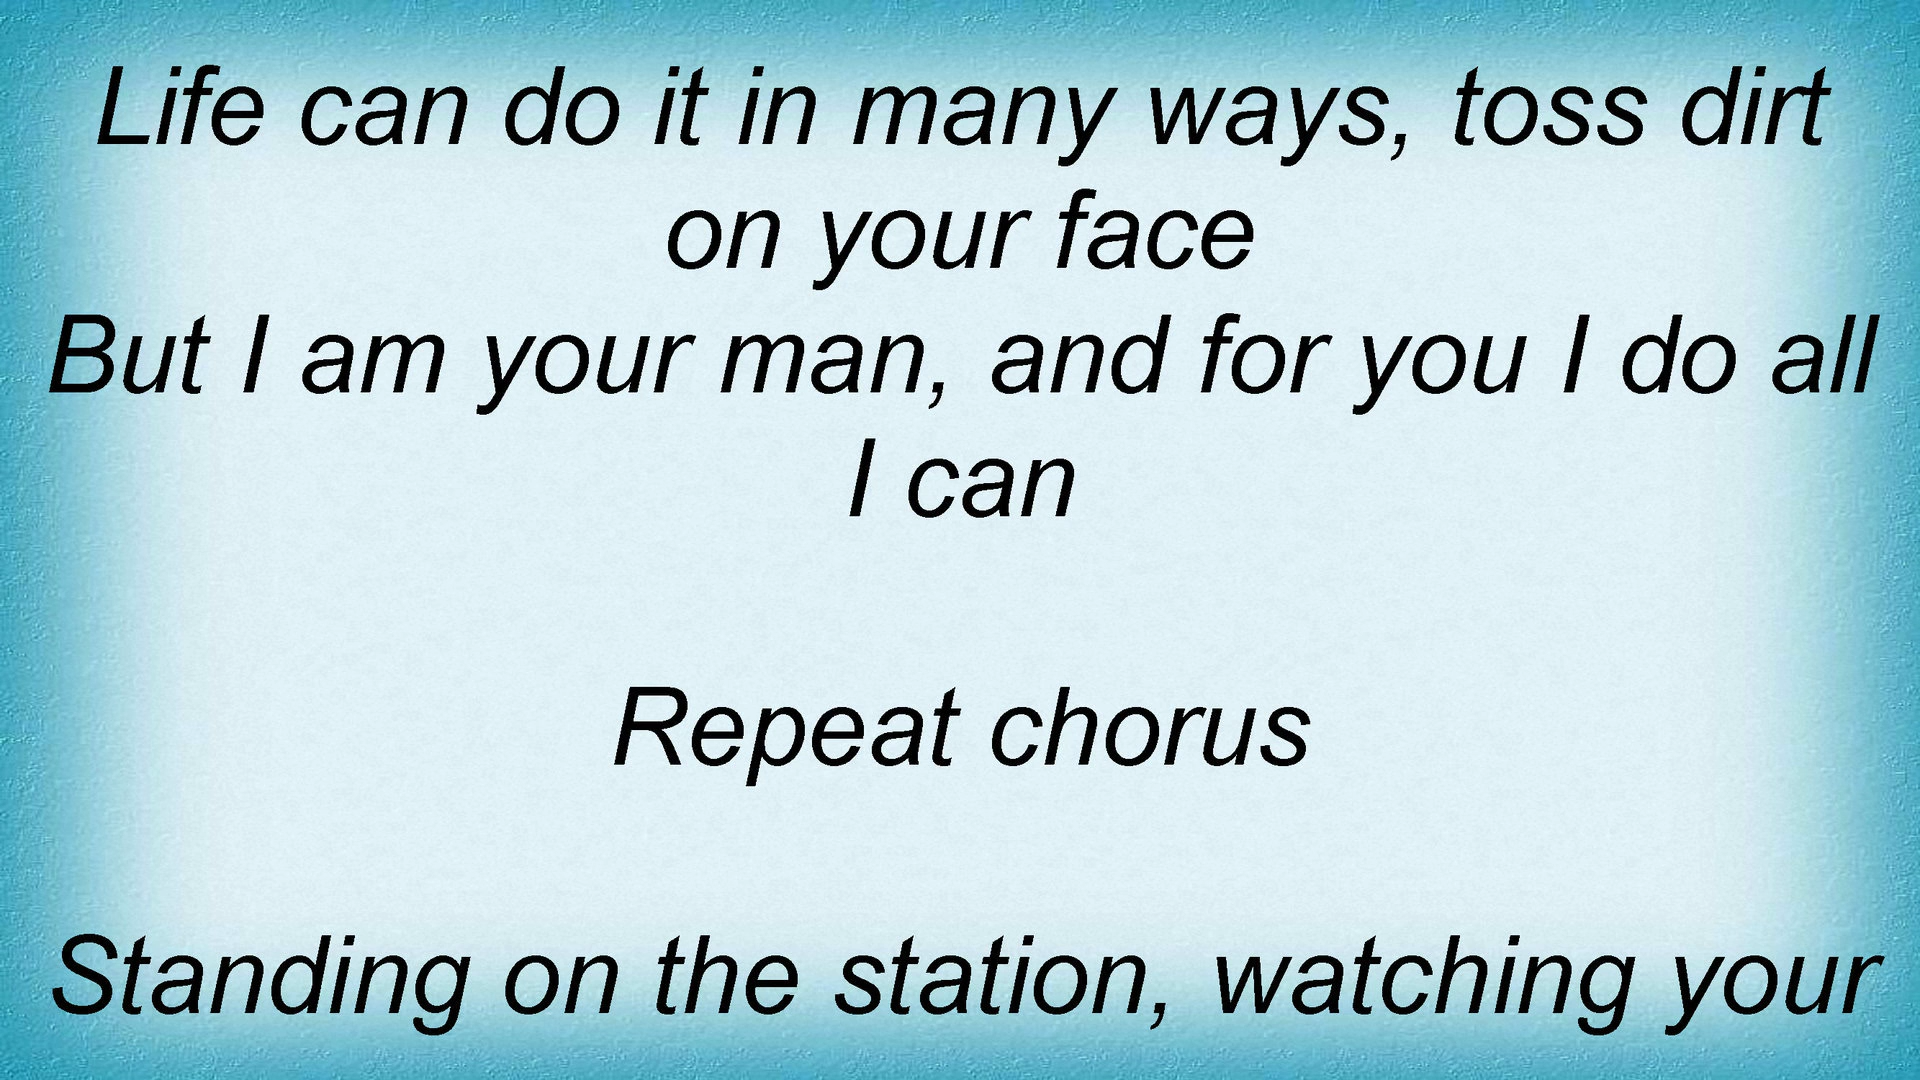 Life can do it in many ways, toss dirt
on your face
But I am your man, and for you I do all
I can
Repeat chorus
Standing on the station, watching your